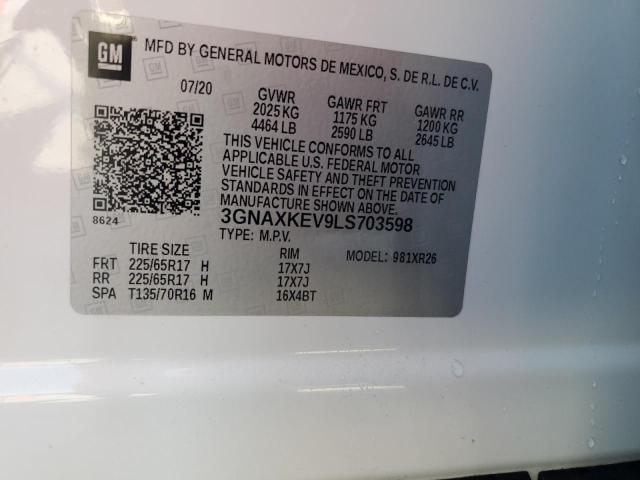 GM
MFD BY GENERAL MOTORS DE MEXICO, S. DE R.L. DE C.V.
07/20 GVWR GAWR FRT GAWR RR
2025 KG 1175 KG 1200 KG
4464 LB 2590 LB 2645 LB
THIS VEHICLE CONFORMS TO ALL
APPLICABLE U.S. FEDERAL MOTOR
VEHICLE SAFETY AND THEFT PREVENTION
STANDARDS IN EFFECT ON THE DATE OF
MANUFACTURE SHOWN ABOVE.
8624 3GNAXKEV9LS703598
TYPE: M.P.V.
TIRE SIZE RIM MODEL: 981XR26
FRT 225/65R17 H 17X7J
RR 225/65R17 H 17X7J
SPA T135/70R16 M 16X4BT